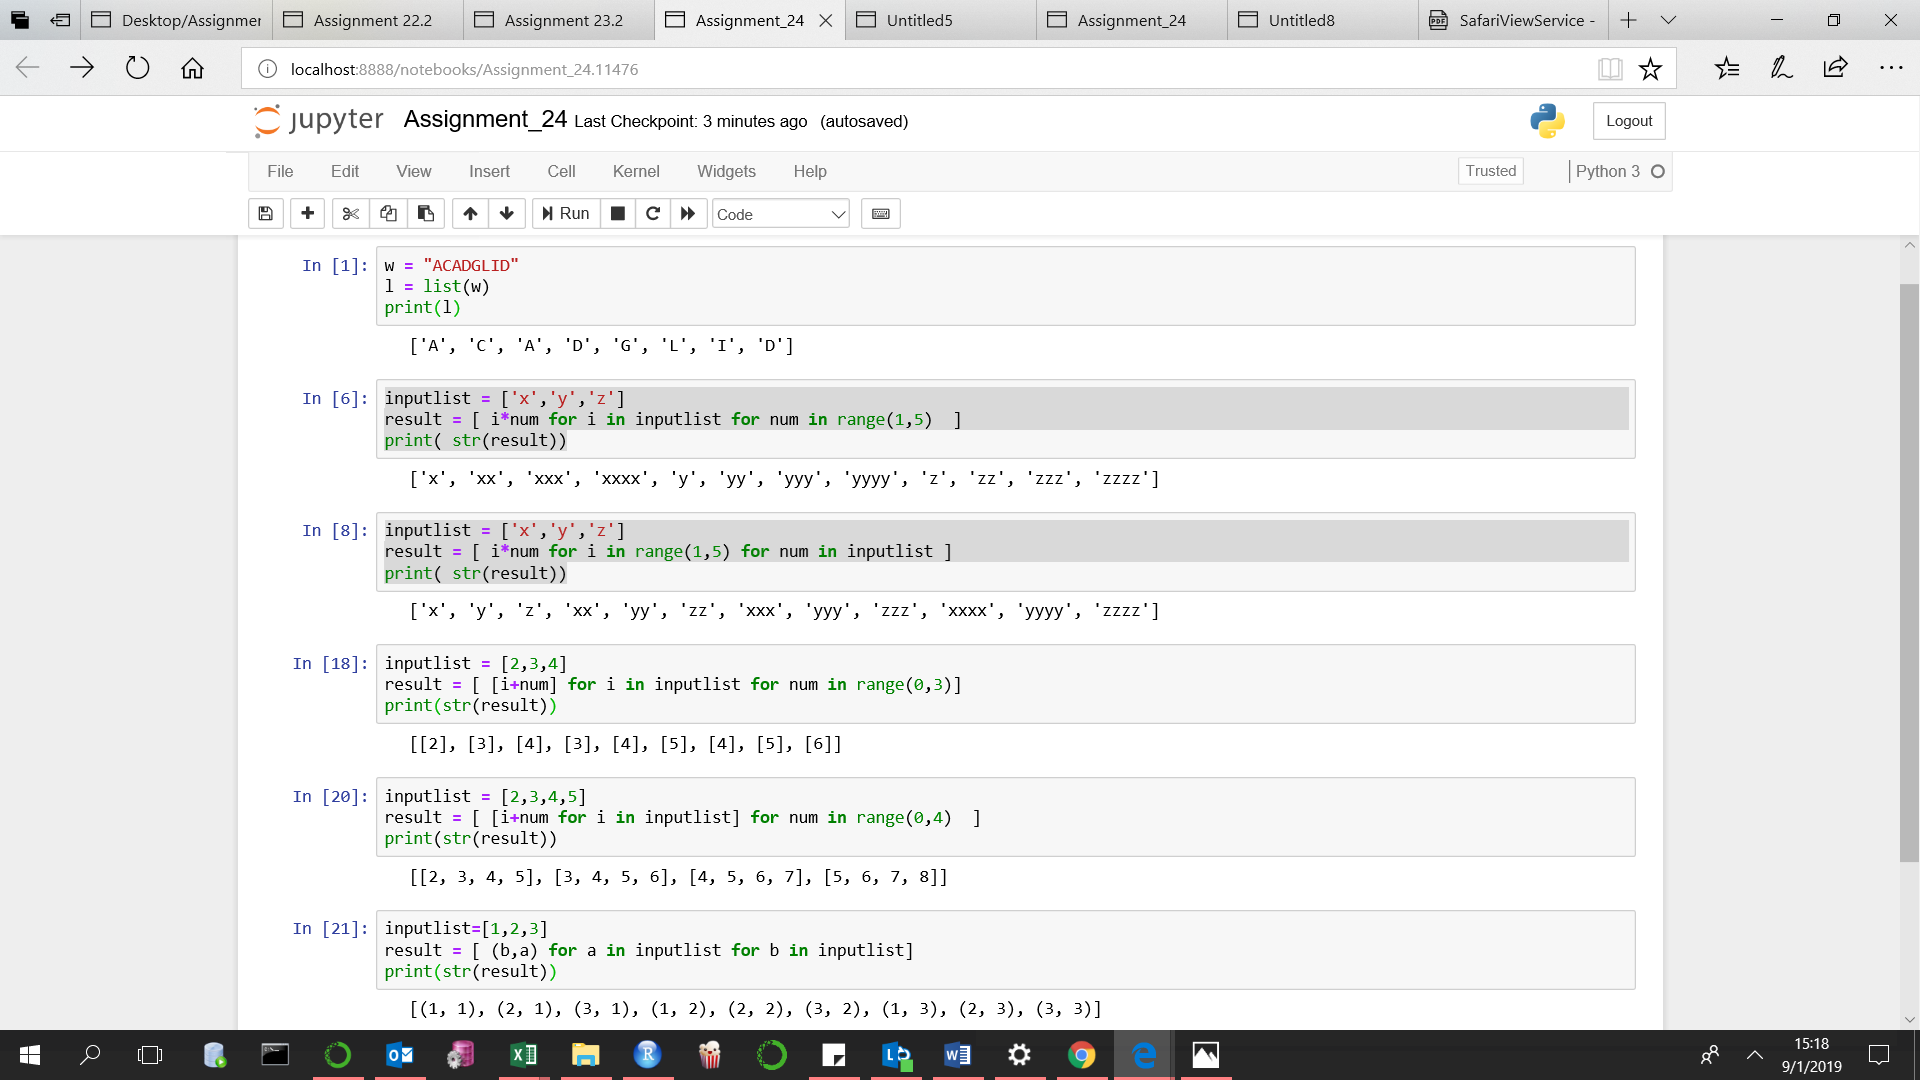 Desktop/Assignmer
Assignment 22.2
Assignment 23.2
Assignment_24
Untitled5
Assignment_24
Untitled8
SafariViewService -
localhost:8888/notebooks/Assignment_24.11476
jupyter Assignment_24 Last Checkpoint: 3 minutes ago (autosaved)
Logout
File Edit View Insert Cell Kernel Widgets Help
Trusted
Python 3
Run
Code
In [1]:
w = "ACADGLID"
l = list(w)
print(l)
['A', 'C', 'A', 'D', 'G', 'L', 'I', 'D']
In [6]:
inputlist = ['x','y','z']
result = [ i*num for i in inputlist for num in range(1,5)  ]
print( str(result))
['x', 'xx', 'xxx', 'xxxx', 'y', 'yy', 'yyy', 'yyyy', 'z', 'zz', 'zzz', 'zzzz']
In [8]:
inputlist = ['x','y','z']
result = [ i*num for i in range(1,5) for num in inputlist ]
print( str(result))
['x', 'y', 'z', 'xx', 'yy', 'zz', 'xxx', 'yyy', 'zzz', 'xxxx', 'yyyy', 'zzzz']
In [18]:
inputlist = [2,3,4]
result = [ [i+num] for i in inputlist for num in range(0,3)]
print(str(result))
[[2], [3], [4], [3], [4], [5], [4], [5], [6]]
In [20]:
inputlist = [2,3,4,5]
result = [ [i+num for i in inputlist] for num in range(0,4)  ]
print(str(result))
[[2, 3, 4, 5], [3, 4, 5, 6], [4, 5, 6, 7], [5, 6, 7, 8]]
In [21]:
inputlist=[1,2,3]
result = [ (b,a) for a in inputlist for b in inputlist]
print(str(result))
[(1, 1), (2, 1), (3, 1), (1, 2), (2, 2), (3, 2), (1, 3), (2, 3), (3, 3)]
15:18
9/1/2019